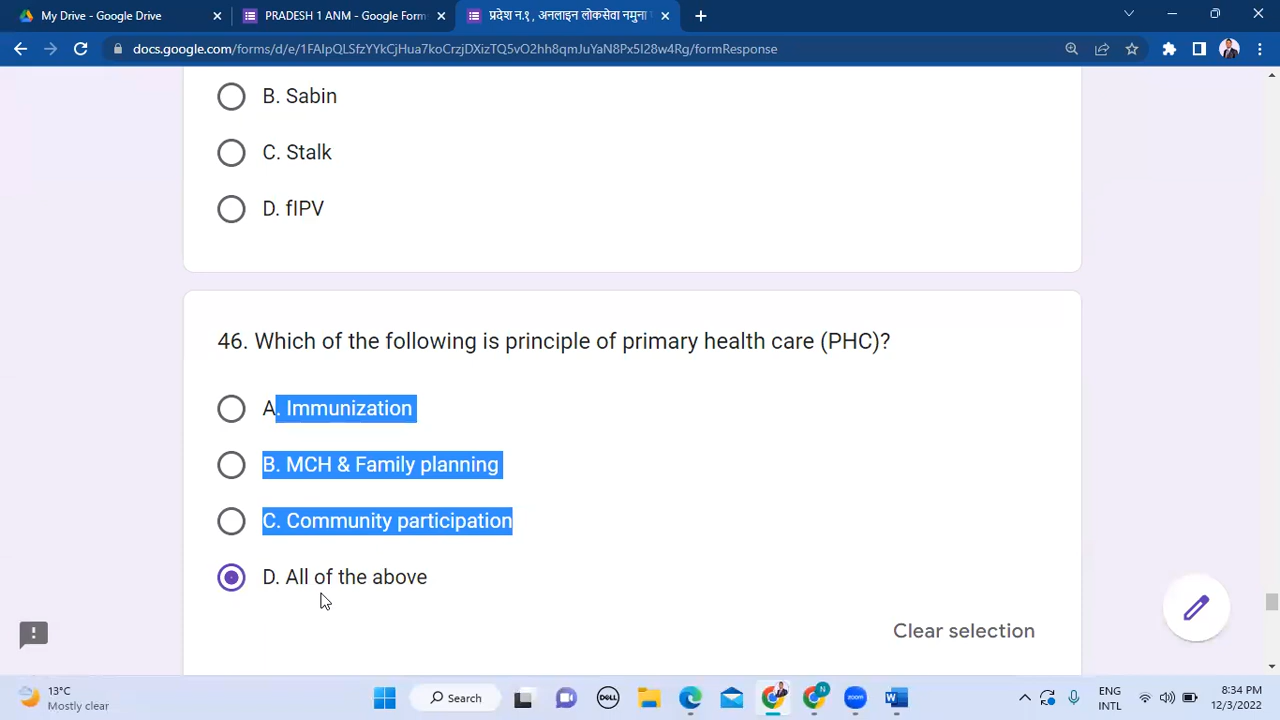 My Drive - Google Drive
PRADESH 1 ANM - Google Form
प्रदेश न.१ , अनलाइन लोकसेवा नमुना
docs.google.com/forms/d/e/1FAIpQLSfzYYkCjHua7koCrzjDXizTQ5vO2hh8qmJuYaN8Px5I28w4Rg/formResponse
B. Sabin
C. Stalk
D. fIPV
46. Which of the following is principle of primary health care (PHC)?
A. Immunization
B. MCH & Family planning
C. Community participation
D. All of the above
Clear selection
13°C
Mostly clear
Search
DELL
zoom
ENG
INTL
8:34 PM
12/3/2022